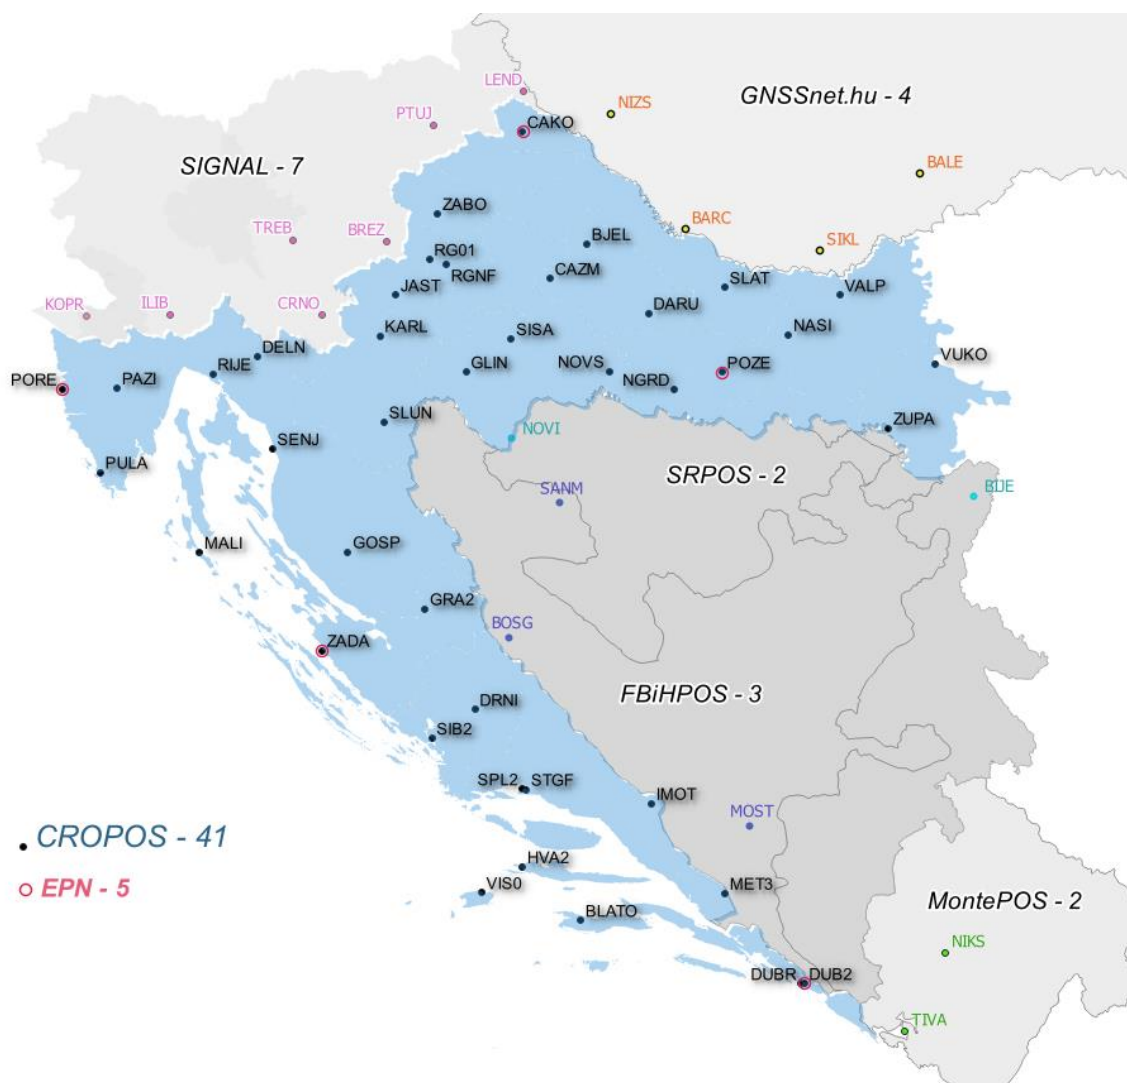 LEND
GNSSnet.hu - 4
NIZS
PTUJ
CAKO
SIGNAL - 7
BALE
ZABO
BARC
TREB
BREZ
BJEL
SIKL
RG01
RGNF
CAZM
JAST
SLAT
VALP
KOPR
ILIB
CRNO
DARU
KARL
SISA
NASI
DELN
PORE
PAZI
RIJE
GLIN
NOVS
POZE
VUKO
NGRD
SLUN
ZUPA
SENJ
NOVI
PULA
SRPOS - 2
SANM
BIJE
MALI
GOSP
GRA2
BOSG
ZADA
FBiHPOS - 3
DRNI
SIB2
SPL2
STGF
IMOT
MOST
CROPOS - 41
HVA2
EPN - 5
VIS0
MET3
MontePOS - 2
BLATO
NIKS
DUBR
DUB2
TIVA